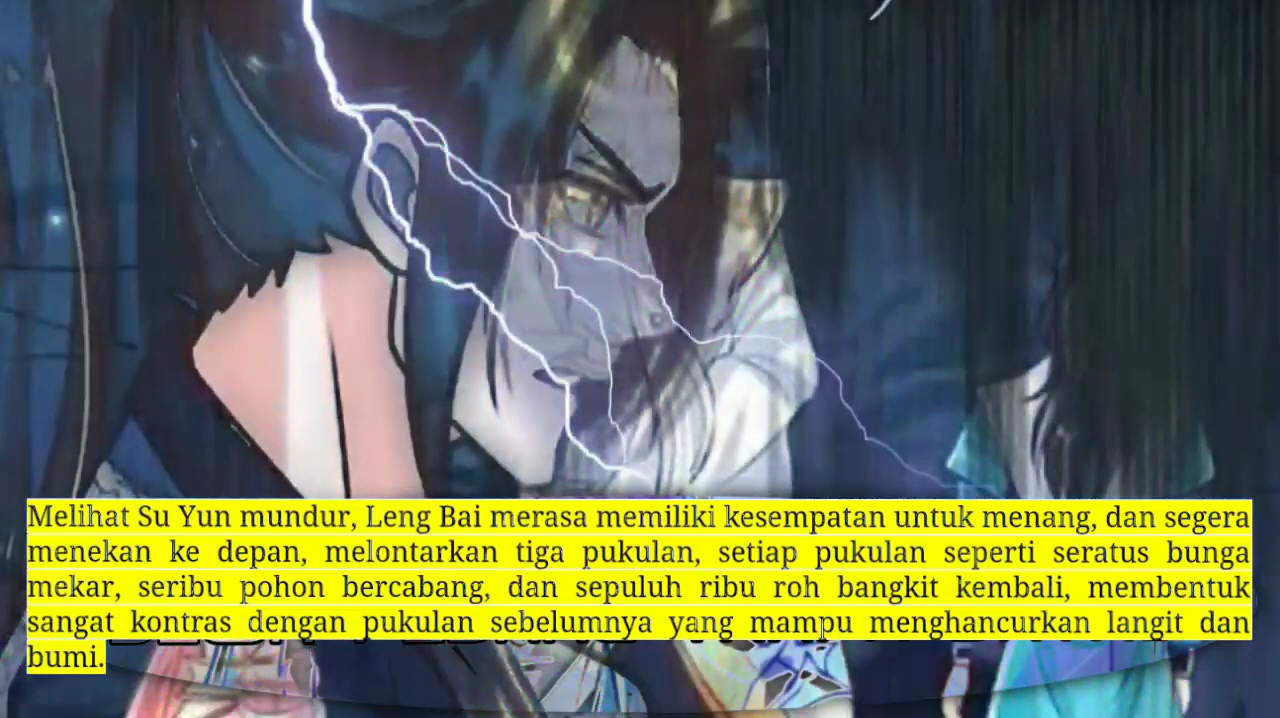 Melihat Su Yun mundur, Leng Bai merasa memiliki kesempatan untuk menang, dan segera
menekan ke depan, melontarkan tiga pukulan, setiap pukulan seperti seratus bunga
mekar, seribu pohon bercabang, dan sepuluh ribu roh bangkit kembali, membentuk
sangat kontras dengan pukulan sebelumnya yang mampu menghancurkan langit dan
bumi.